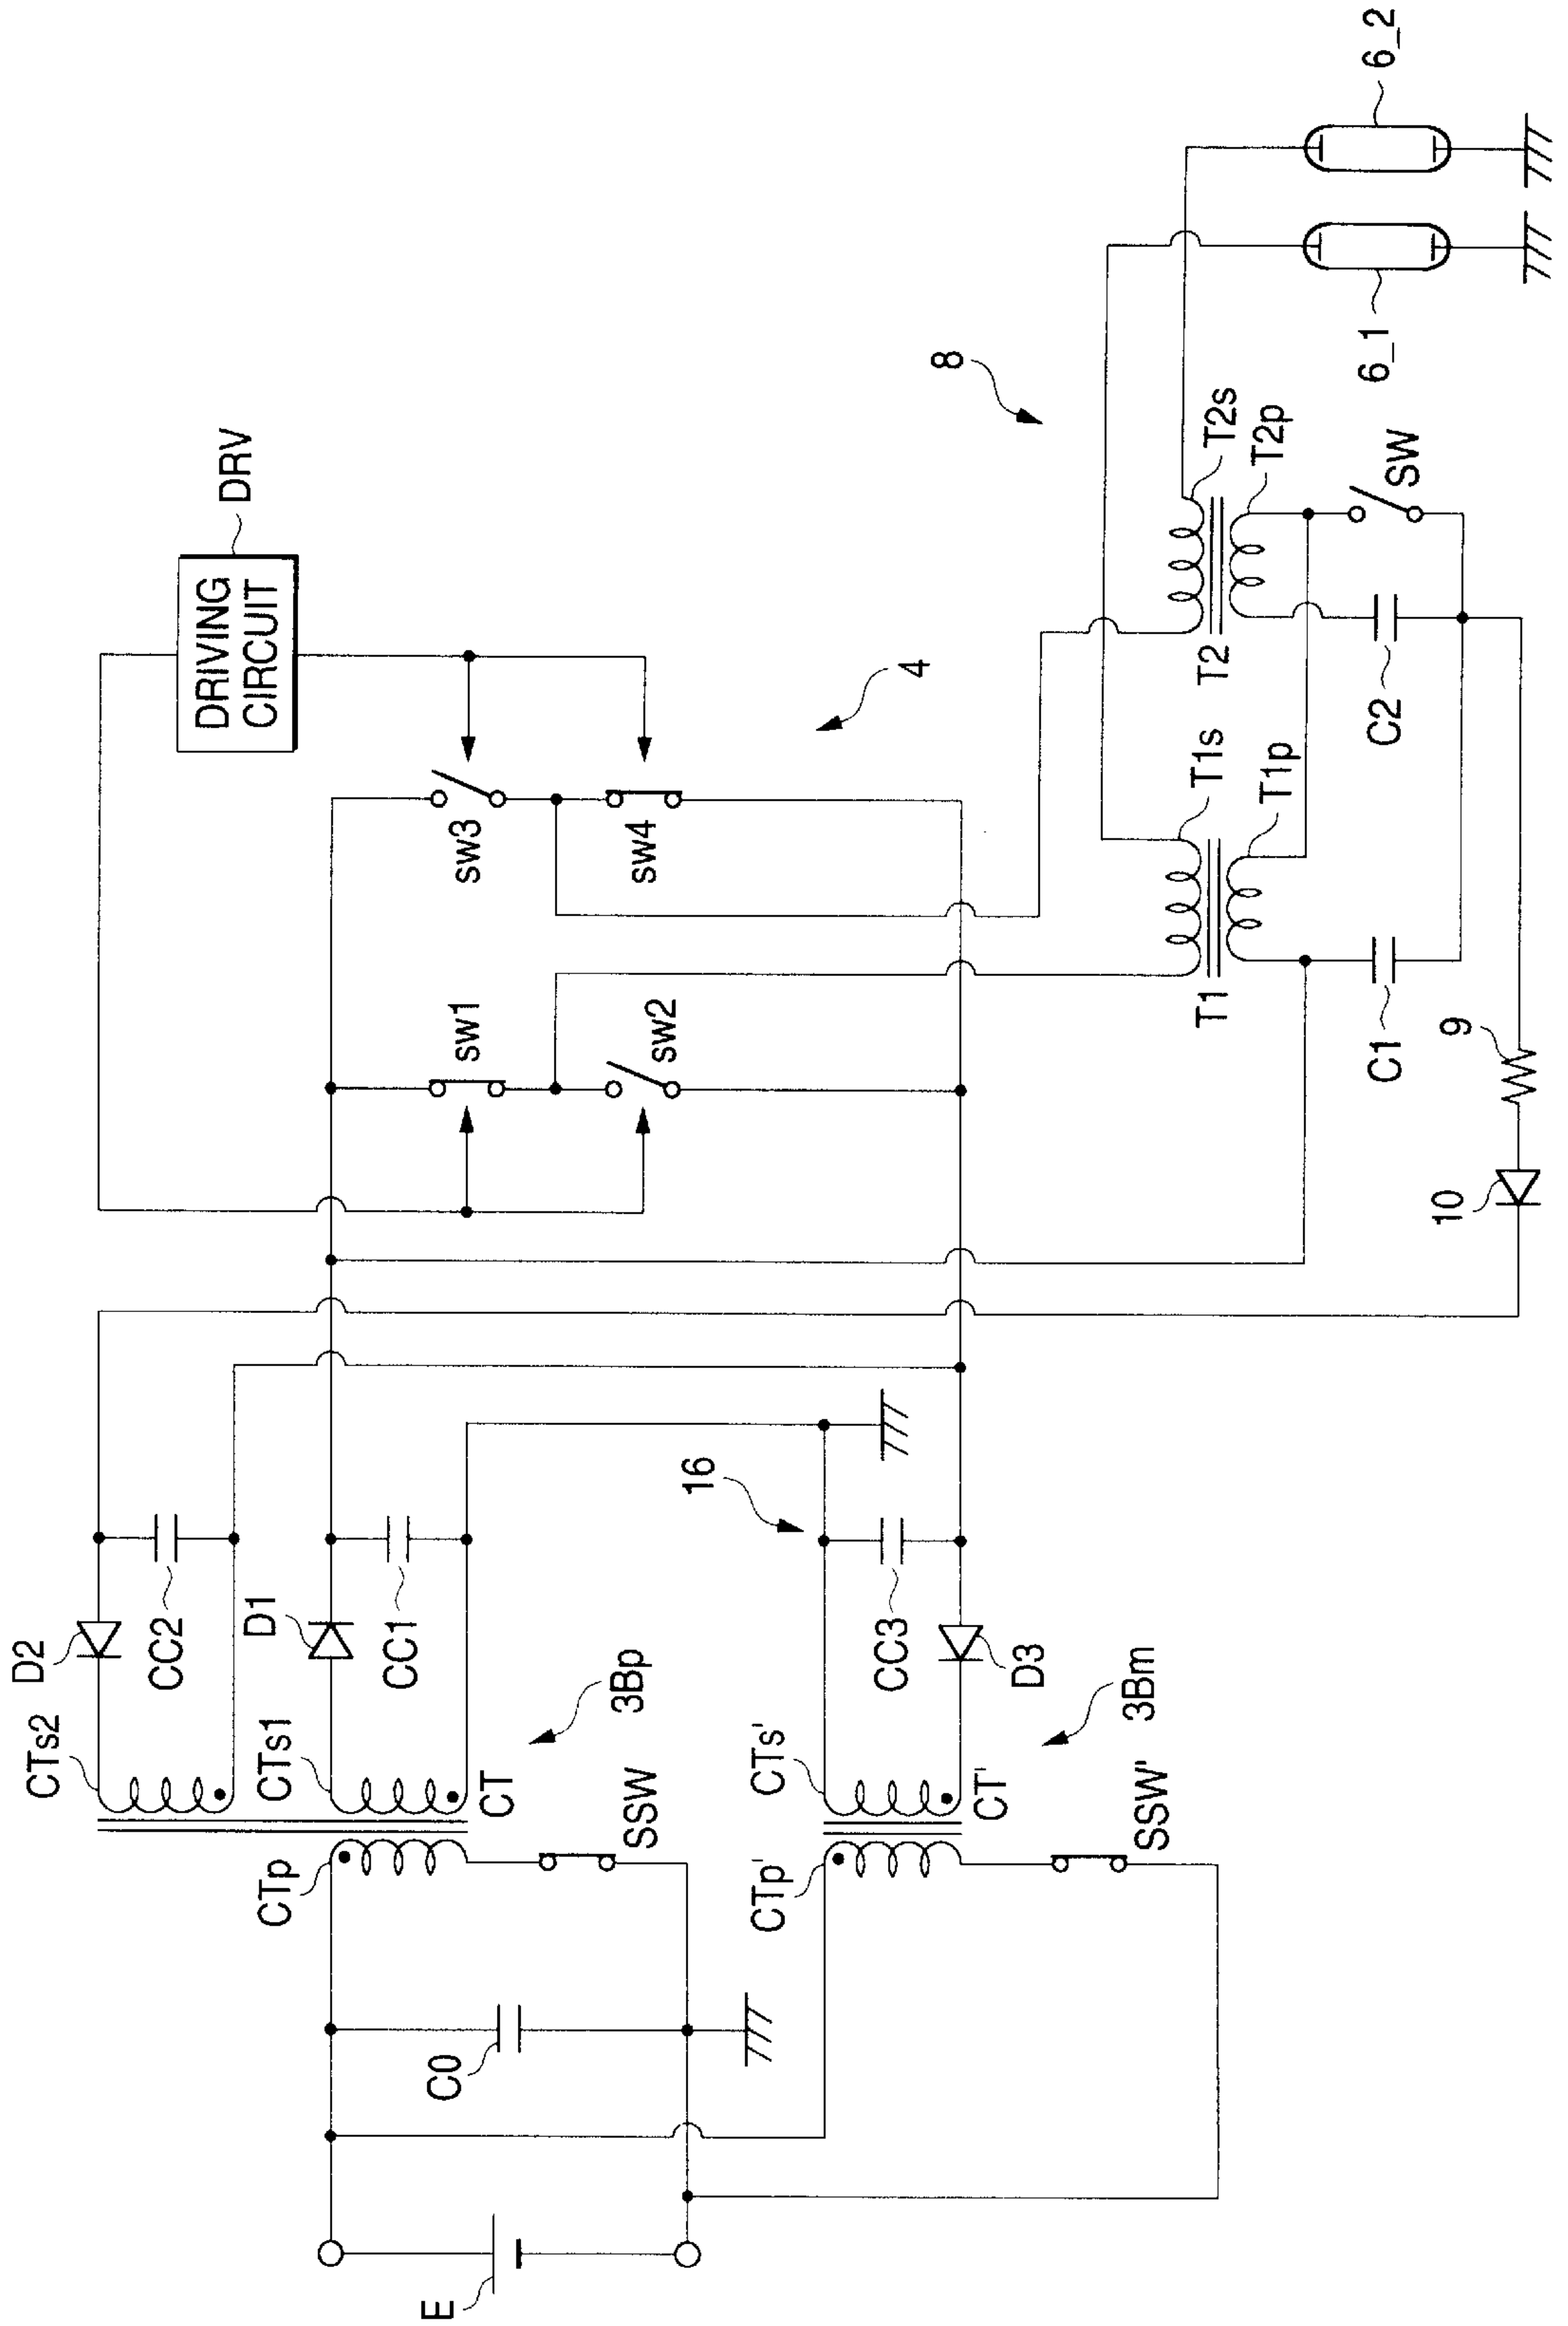 E
C0
CTp
SSW
CTp'
SSW'
CTs2
CTs1
CT
3Bp
CTs'
CT'
3Bm
D2
CC2
D1
CC1
CC3
D3
16
DRIVING
CIRCUIT
DRV
sw1
sw2
sw3
sw4
4
8
T1
T1s
T1p
T2
T2s
T2p
C1
C2
SW
9
10
6_1
6_2